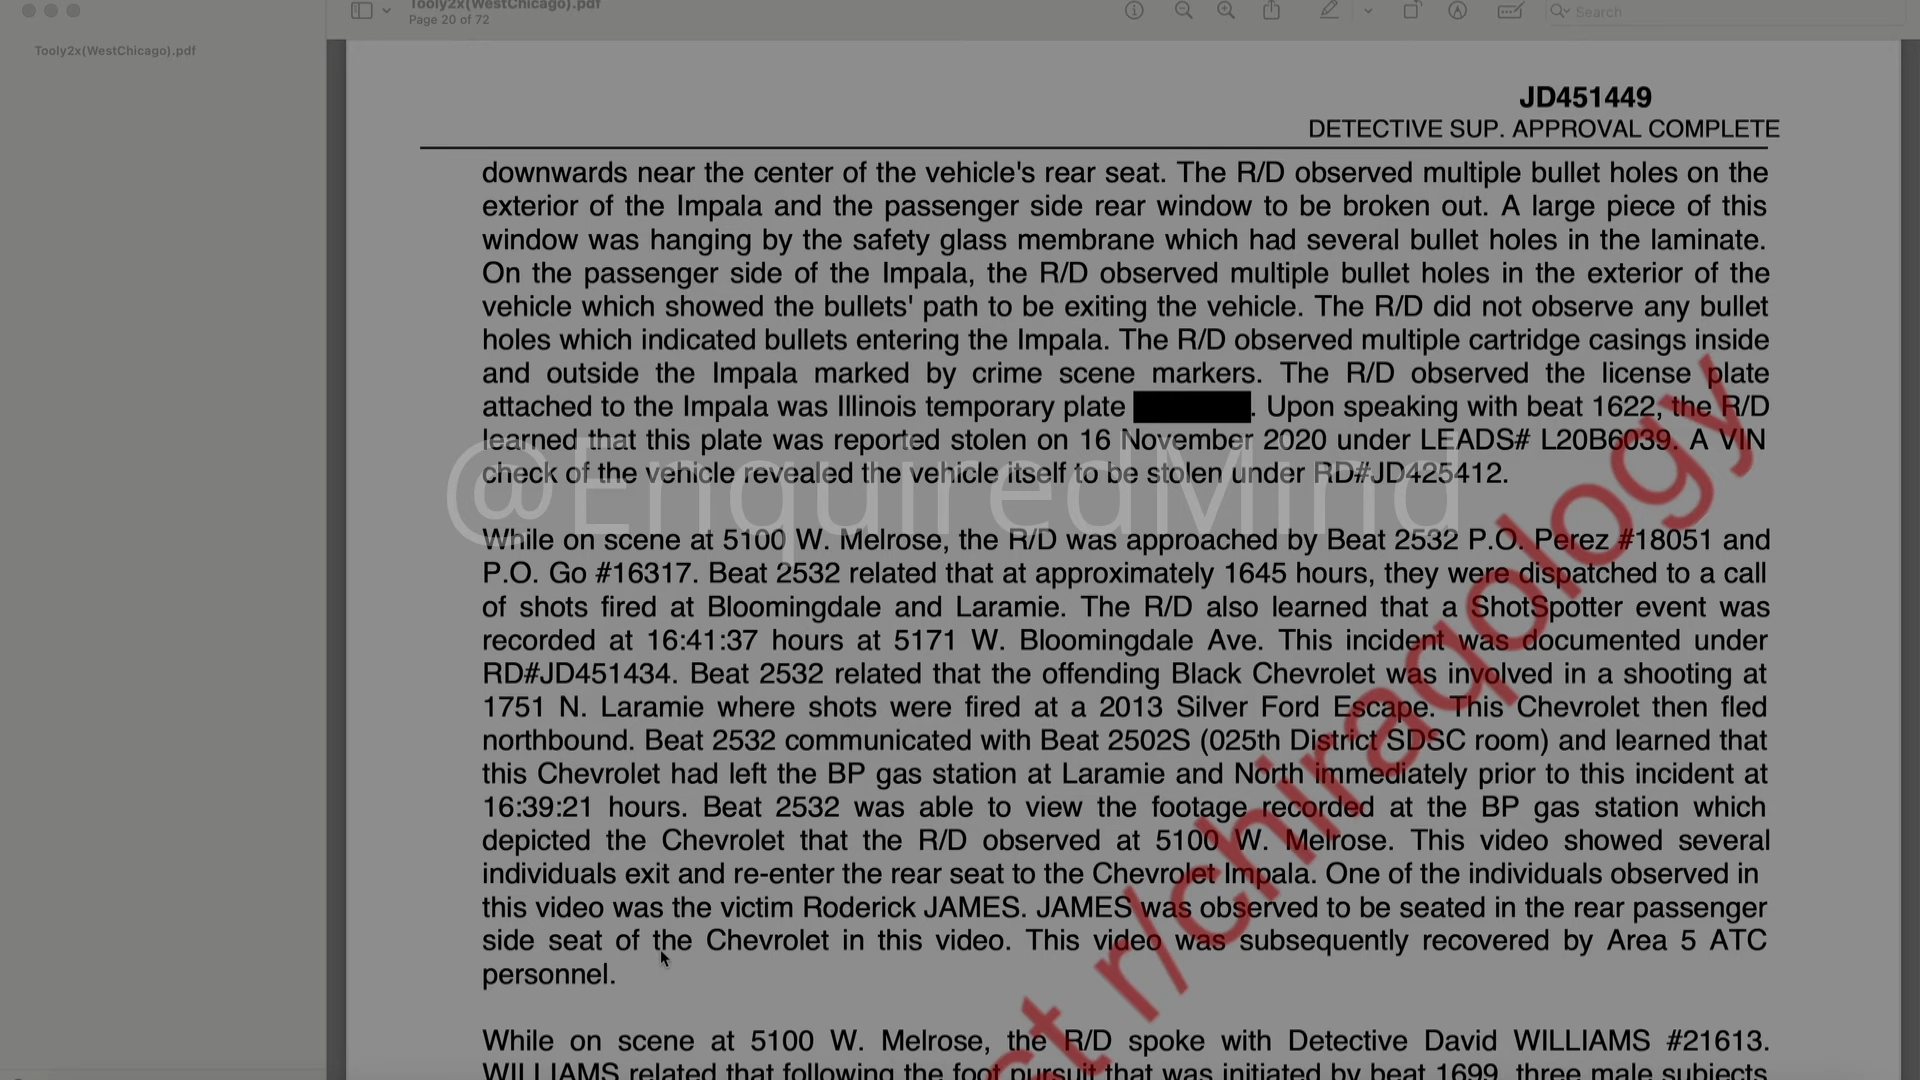 Tooly2x(WestChicago).pdf
Page 20 of 72
Search
Tooly2x(WestChicago).pdf
JD451449
DETECTIVE SUP. APPROVAL COMPLETE
downwards near the center of the vehicle's rear seat. The R/D observed multiple bullet holes on the
exterior of the Impala and the passenger side rear window to be broken out. A large piece of this
window was hanging by the safety glass membrane which had several bullet holes in the laminate.
On the passenger side of the Impala, the R/D observed multiple bullet holes in the exterior of the
vehicle which showed the bullets' path to be exiting the vehicle. The R/D did not observe any bullet
holes which indicated bullets entering the Impala. The R/D observed multiple cartridge casings inside
and outside the Impala marked by crime scene markers. The R/D observed the license plate
attached to the Impala was Illinois temporary plate . Upon speaking with beat 1622, the R/D
learned that this plate was reported stolen on 16 November 2020 under LEADS# L20B6039. A VIN
check of the vehicle revealed the vehicle itself to be stolen under RD#JD425412.
@EnquiredMind
While on scene at 5100 W. Melrose, the R/D was approached by Beat 2532 P.O. Perez #18051 and
P.O. Go #16317. Beat 2532 related that at approximately 1645 hours, they were dispatched to a call
of shots fired at Bloomingdale and Laramie. The R/D also learned that a ShotSpotter event was
recorded at 16:41:37 hours at 5171 W. Bloomingdale Ave. This incident was documented under
RD#JD451434. Beat 2532 related that the offending Black Chevrolet was involved in a shooting at
1751 N. Laramie where shots were fired at a 2013 Silver Ford Escape. This Chevrolet then fled
northbound. Beat 2532 communicated with Beat 2502S (025th District SDSC room) and learned that
this Chevrolet had left the BP gas station at Laramie and North immediately prior to this incident at
16:39:21 hours. Beat 2532 was able to view the footage recorded at the BP gas station which
depicted the Chevrolet that the R/D observed at 5100 W. Melrose. This video showed several
individuals exit and re-enter the rear seat to the Chevrolet Impala. One of the individuals observed in
this video was the victim Roderick JAMES. JAMES was observed to be seated in the rear passenger
side seat of the Chevrolet in this video. This video was subsequently recovered by Area 5 ATC
personnel.
r/chiraqology
While on scene at 5100 W. Melrose, the R/D spoke with Detective David WILLIAMS #21613.
WILLIAMS related that following the foot pursuit that was initiated by beat 1699, three male subjects